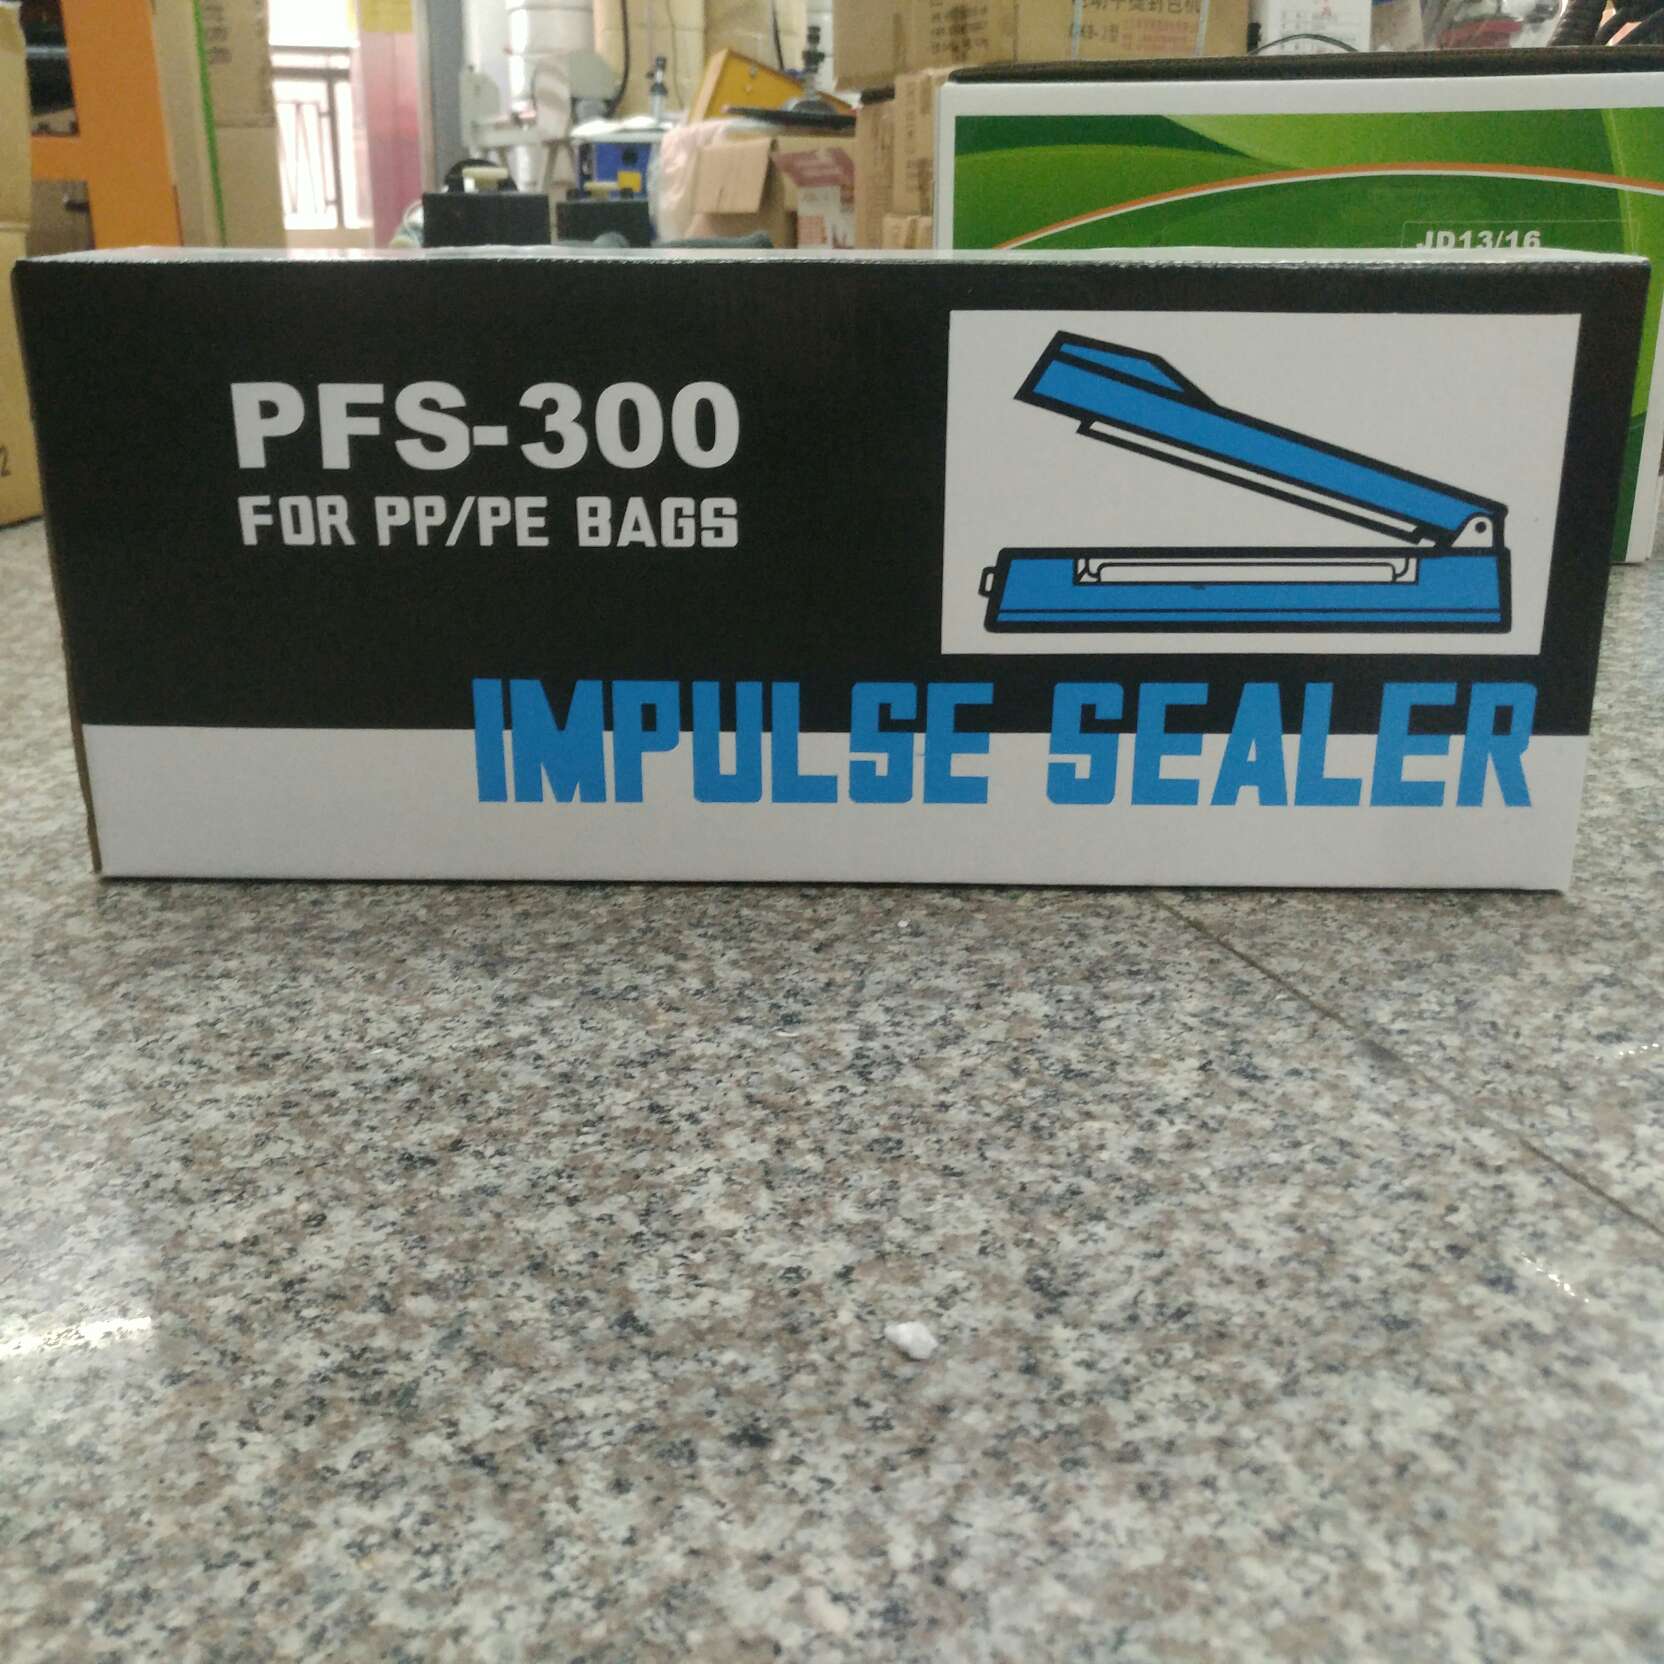 JD13/16
PFS-300
FOR PP/PE BAGS
IMPULSE SEALER